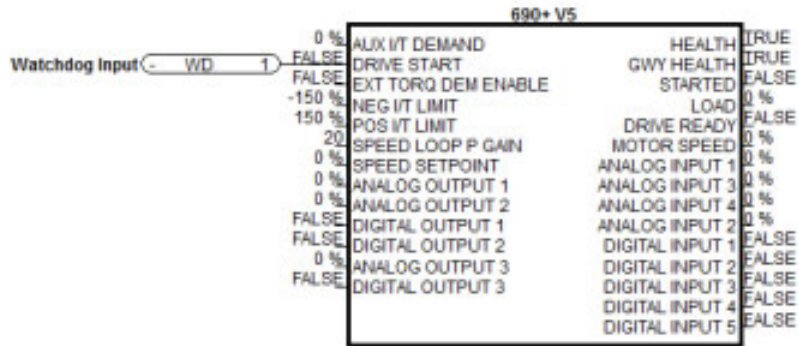 690+ V5
0 % AUX I/T DEMAND HEALTH TRUE
Watchdog Input - WD 1 FALSE DRIVE START GWY HEALTH TRUE
FALSE EXT TORQ DEM ENABLE STARTED FALSE
-150 % NEG I/T LIMIT LOAD 0 %
150 % POS I/T LIMIT DRIVE READY FALSE
20 SPEED LOOP P GAIN MOTOR SPEED 0 %
0 % SPEED SETPOINT ANALOG INPUT 1 0 %
0 % ANALOG OUTPUT 1 ANALOG INPUT 3 0 %
0 % ANALOG OUTPUT 2 ANALOG INPUT 4 0 %
FALSE DIGITAL OUTPUT 1 ANALOG INPUT 2 0 %
FALSE DIGITAL OUTPUT 2 DIGITAL INPUT 1 FALSE
0 % ANALOG OUTPUT 3 DIGITAL INPUT 2 FALSE
FALSE DIGITAL OUTPUT 3 DIGITAL INPUT 3 FALSE
DIGITAL INPUT 4 FALSE
DIGITAL INPUT 5 FALSE